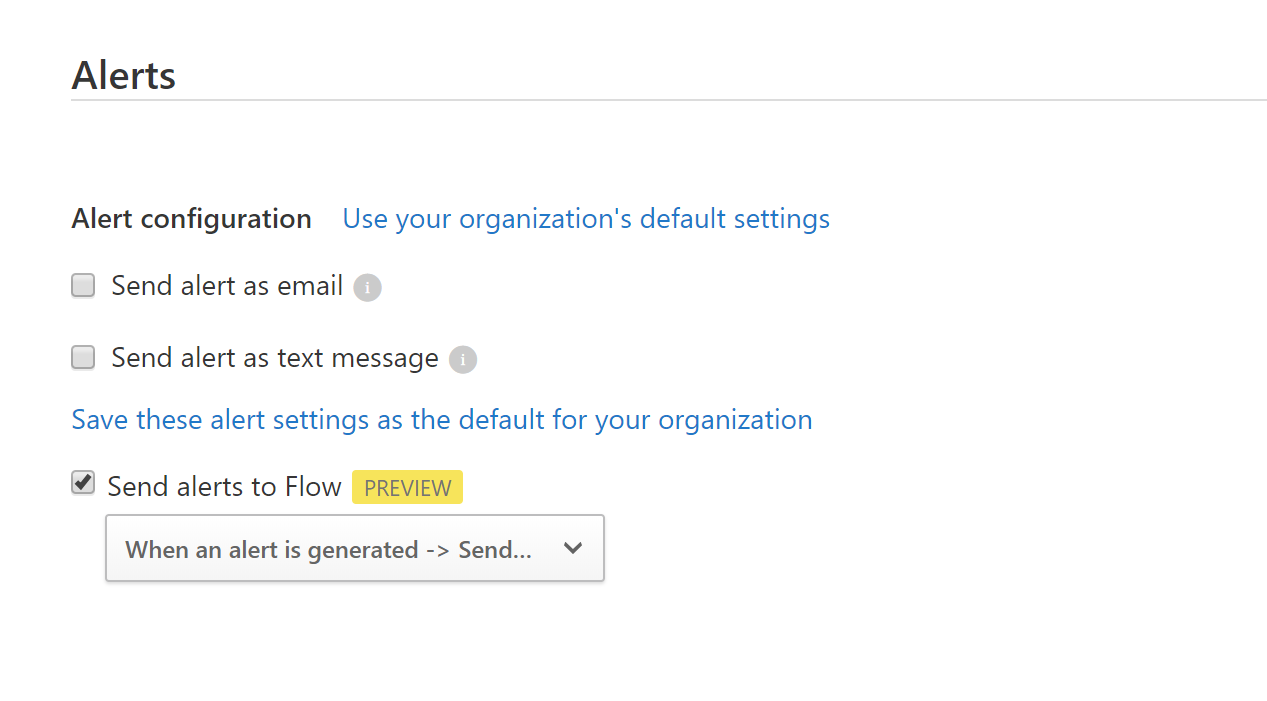 Alerts
Alert configuration Use your organization's default settings
Send alert as email i
Send alert as text message i
Save these alert settings as the default for your organization
Send alerts to Flow PREVIEW
When an alert is generated -> Send...